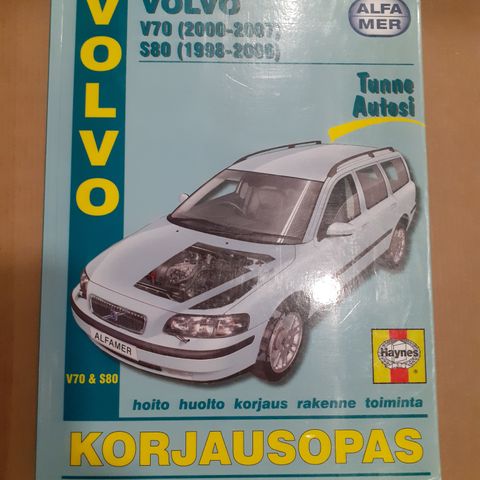 VOLVO
VOLVO
V70 (2000-2007)
S80 (1998-2006)
ALFA
MER
Tunne
Autosi
ALFAMER
Haynes
V70 & S80
hoito huolto korjaus rakenne toiminta
KORJAUSOPAS